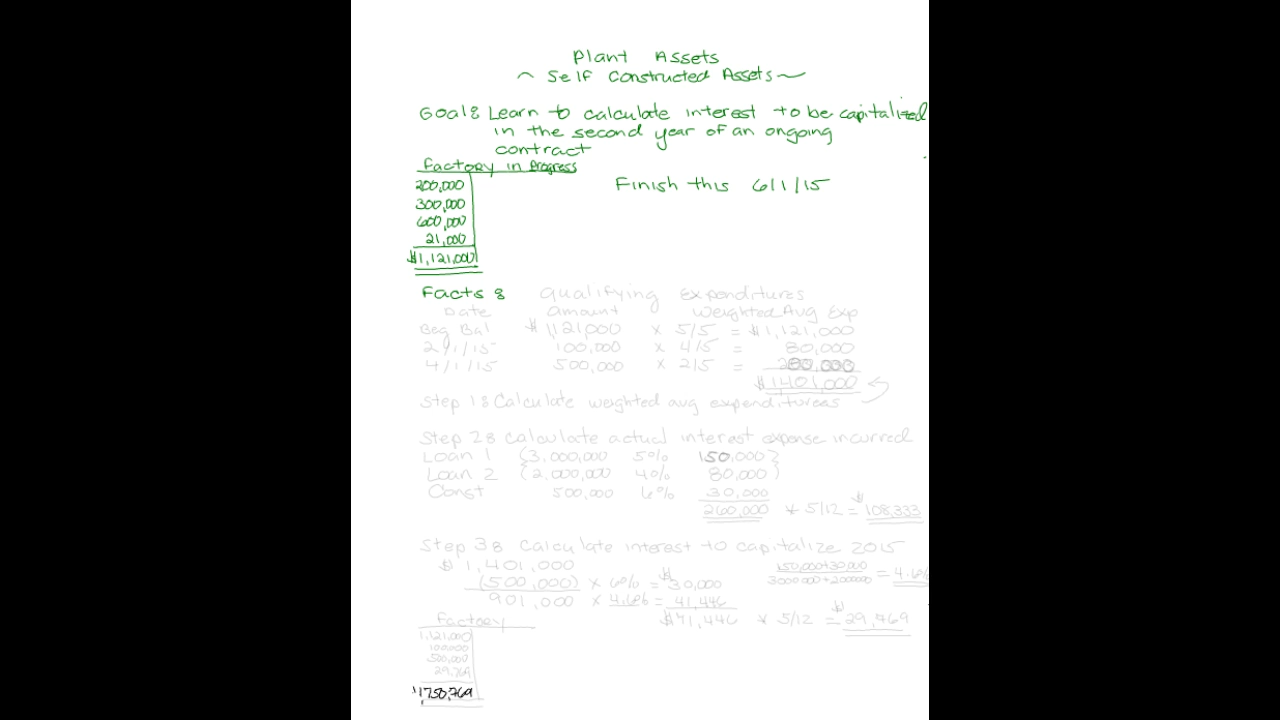 Plant Assets
~ Self Constructed Assets ~
Goal: Learn to calculate interest to be capitalized
in the second year of an ongoing
contract
Factory in Progress
200,000
Finish this 6/1/15
300,000
600,000
21,000
$1,121,000
Facts: Qualifying Expenditures
Date Amount Weighted Avg Exp
Beg Bal $1,121,000 x 5/5 = $1,121,000
2/1/15 100,000 x 4/5 = 80,000
4/1/15 500,000 x 2/5 = 200,000
$1,401,000
Step 1: Calculate weighted avg expenditureas
Step 2: Calculate actual interest expense incurred
Loan 1 (3,000,000 5% 150,000)
Loan 2 (2,000,000 4% 80,000)
Const 500,000 6% 30,000
260,000 * 5/12 = $108,333
Step 3: Calculate interest to capitalize 2015
$1,401,000
(500,000) x 6% = $30,000
150,000+30,000
3000000+2000000 = 4.6%
901,000 x 4.6% = 41,446
$71,446 * 5/12 = $29,769
Factory
1,121,000
100,000
500,000
29,769
$1,750,769